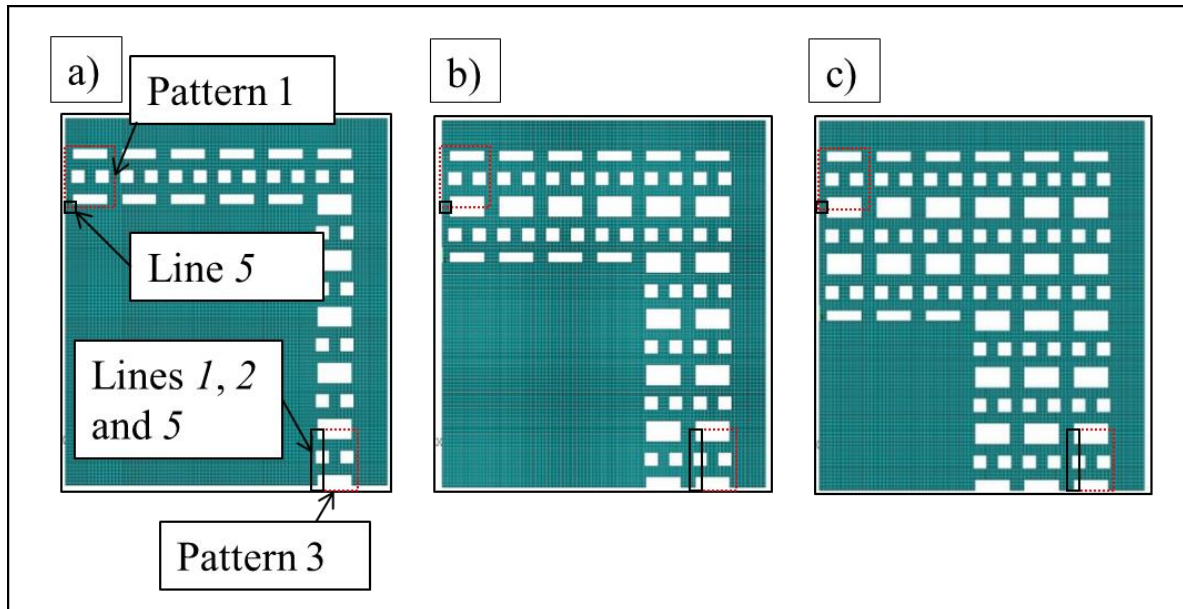 a)
Pattern 1
Line 5
Lines 1, 2
and 5
Pattern 3
b)
c)